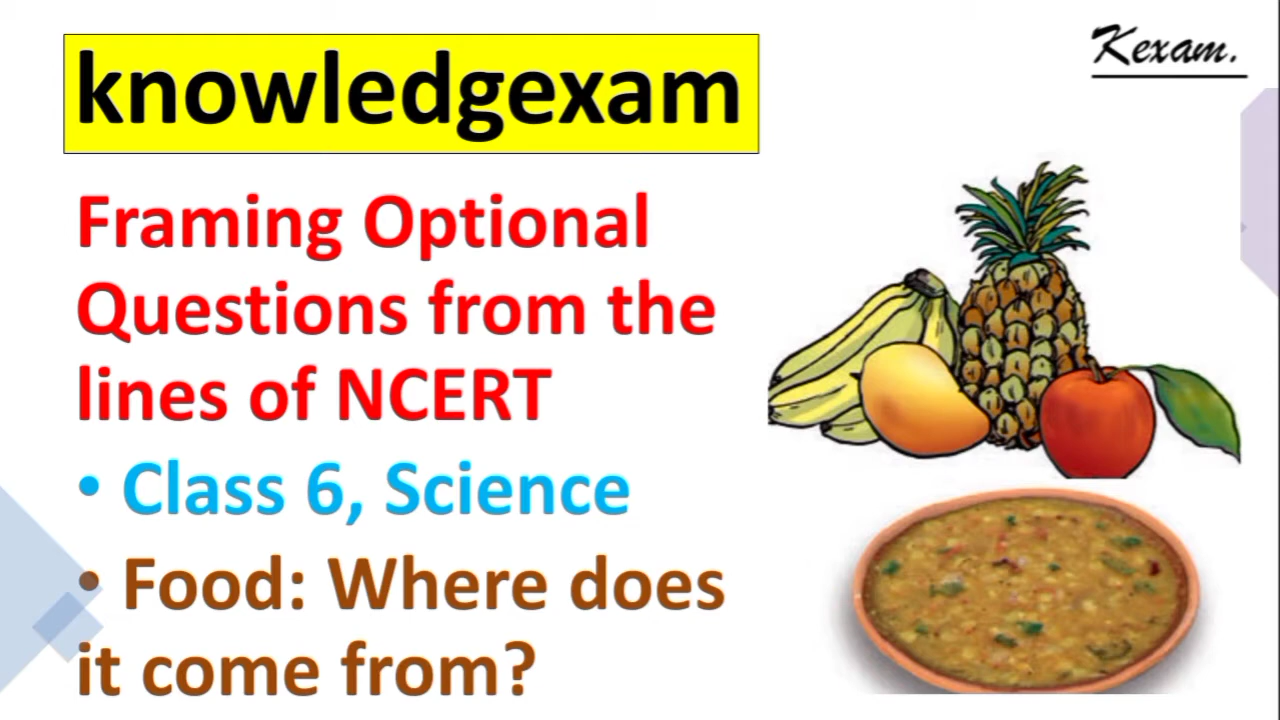 knowledgexam
Kexam.
Framing Optional
Questions from the
lines of NCERT
• Class 6, Science
• Food: Where does
it come from?